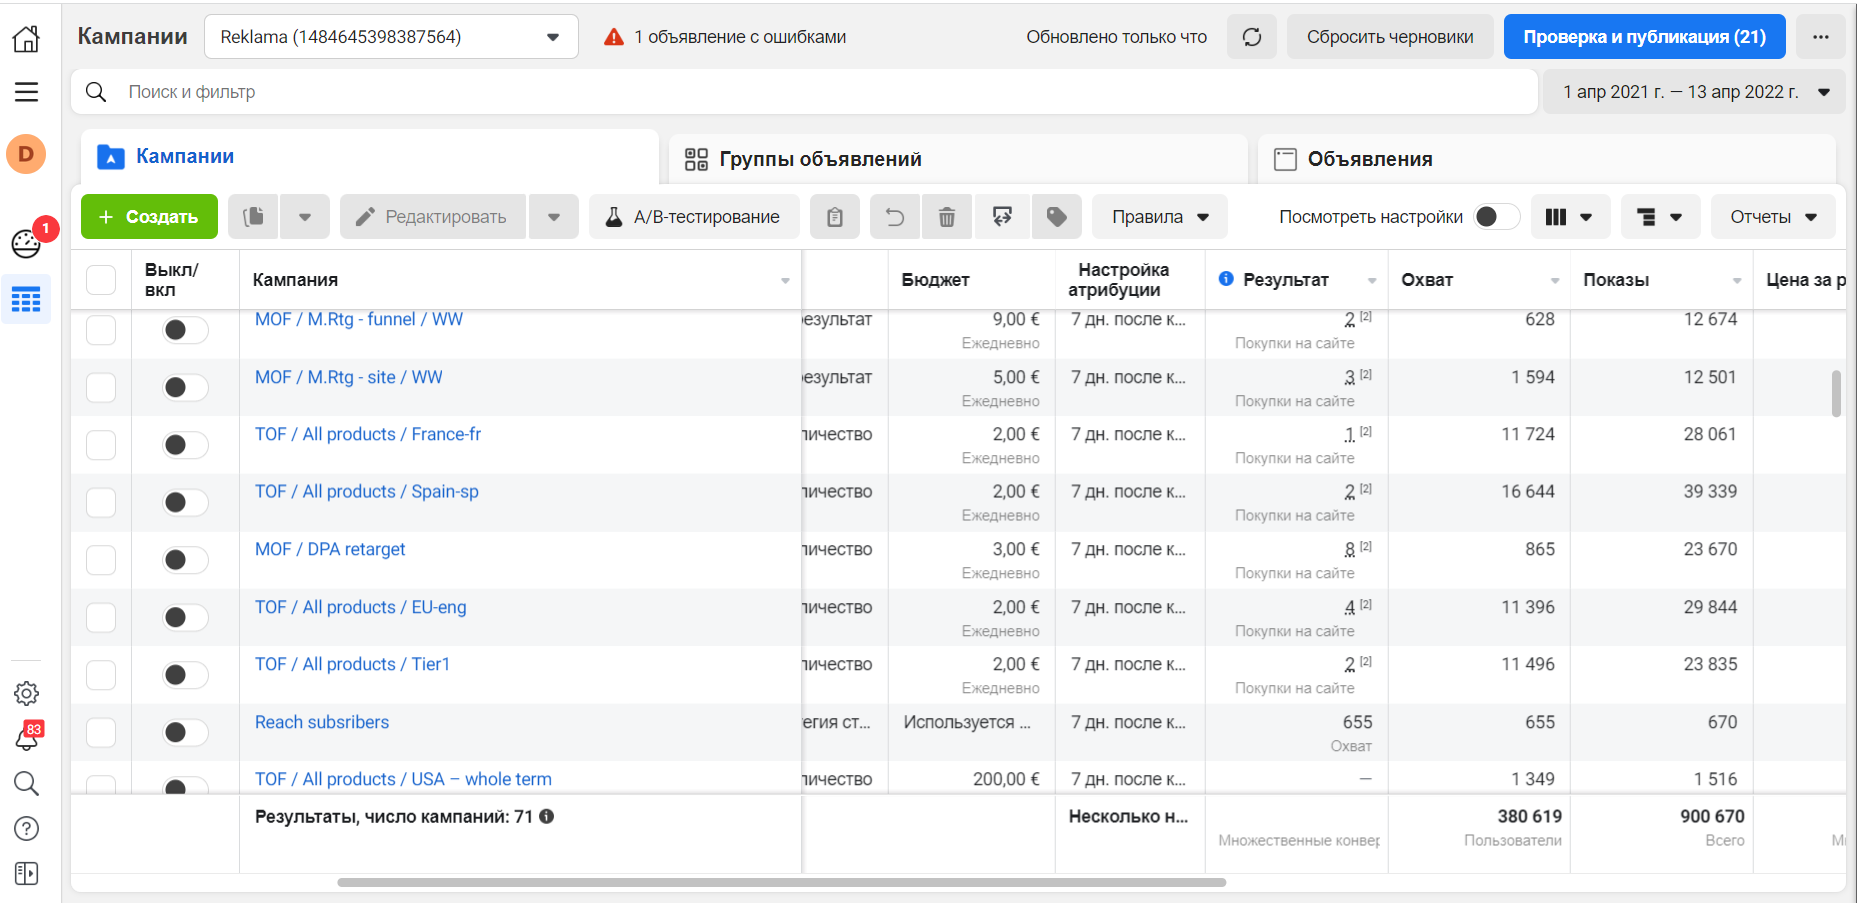 Кампании
Reklama (1484645398387564)
1 объявление с ошибками
Обновлено только что
Сбросить черновики
Проверка и публикация (21)
Поиск и фильтр
1 апр 2021 г. — 13 апр 2022 г.
D
Кампании
Группы объявлений
Объявления
+ Создать
Редактировать
A/B-тестирование
Правила
Посмотреть настройки
Отчеты
1
Выкл/
вкл
Кампания
Бюджет
Настройка
атрибуции
Результат
Охват
Показы
Цена за р
MOF / M.Rtg - funnel / WW
езультат
9,00 €
7 дн. после к...
2 [2]
628
12 674
Ежедневно
Покупки на сайте
MOF / M.Rtg - site / WW
езультат
5,00 €
7 дн. после к...
3 [2]
1 594
12 501
Ежедневно
Покупки на сайте
TOF / All products / France-fr
личество
2,00 €
7 дн. после к...
1 [2]
11 724
28 061
Ежедневно
Покупки на сайте
TOF / All products / Spain-sp
личество
2,00 €
7 дн. после к...
2 [2]
16 644
39 339
Ежедневно
Покупки на сайте
MOF / DPA retarget
личество
3,00 €
7 дн. после к...
8 [2]
865
23 670
Ежедневно
Покупки на сайте
TOF / All products / EU-eng
личество
2,00 €
7 дн. после к...
4 [2]
11 396
29 844
Ежедневно
Покупки на сайте
TOF / All products / Tier1
личество
2,00 €
7 дн. после к...
2 [2]
11 496
23 835
Ежедневно
Покупки на сайте
Reach subsribers
егия ст...
Используется ...
7 дн. после к...
655
655
670
Охват
TOF / All products / USA – whole term
личество
200,00 €
7 дн. после к...
—
1 349
1 516
83
Результаты, число кампаний: 71
Несколько н...
380 619
900 670
Множественные конвер
Пользователи
Всего
М